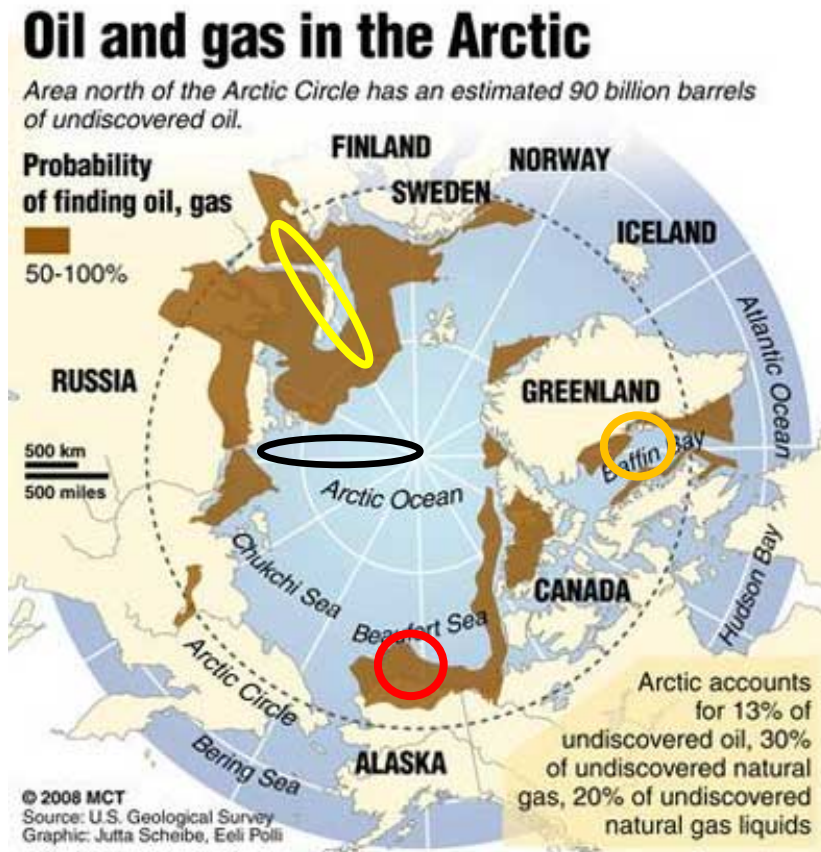 Oil and gas in the Arctic
Area north of the Arctic Circle has an estimated 90 billion barrels
of undiscovered oil.
Probability
of finding oil, gas
50-100%
FINLAND
NORWAY
SWEDEN
ICELAND
Atlantic Ocean
RUSSIA
GREENLAND
Baffin Bay
500 km
500 miles
Arctic Ocean
Chukchi Sea
Beaufort Sea
CANADA
Hudson Bay
Arctic Circle
Bering Sea
ALASKA
Arctic accounts
for 13% of
undiscovered oil, 30%
of undiscovered natural
gas, 20% of undiscovered
natural gas liquids
© 2008 MCT
Source: U.S. Geological Survey
Graphic: Jutta Scheibe, Eeli Polli